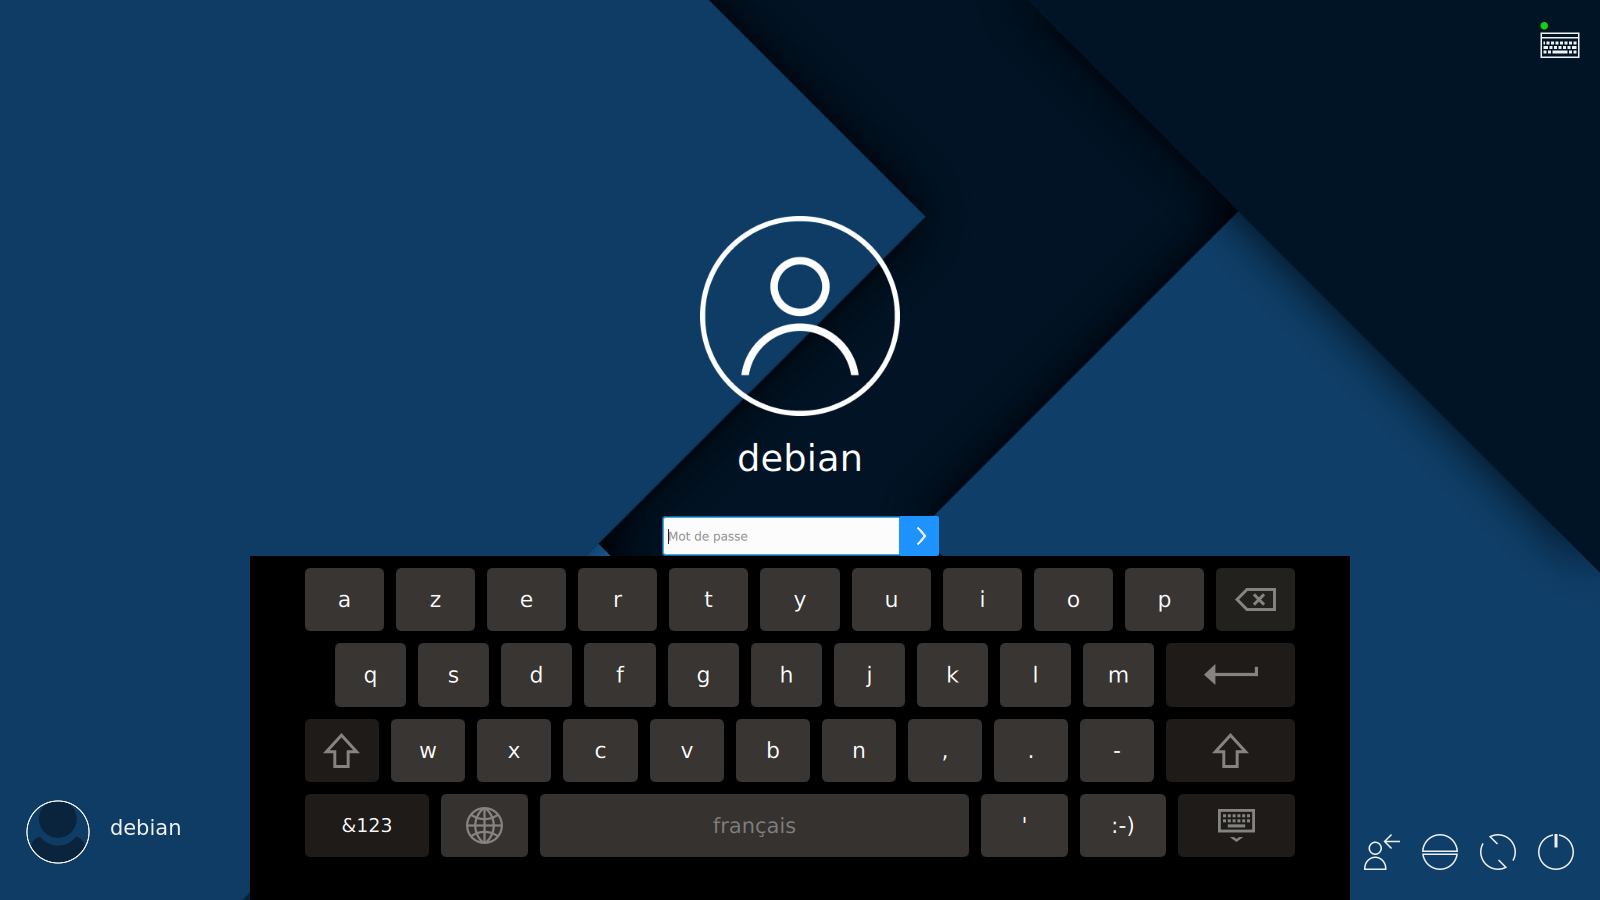 debian
Mot de passe
a z e r t y u i o p
q s d f g h j k l m
w x c v b n , . -
&123 français ' :-)
debian